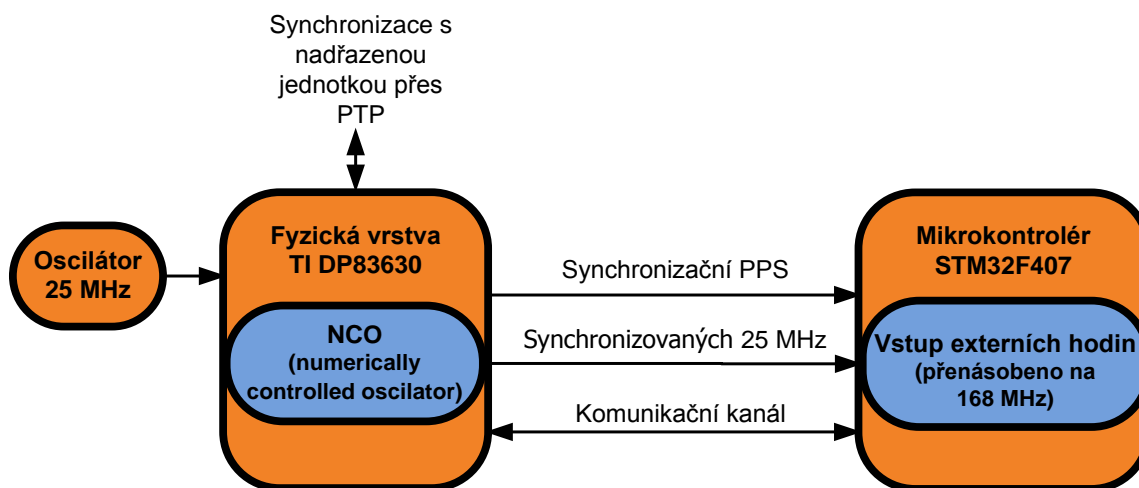 Synchronizace s
nadřazenou
jednotkou přes
PTP
Oscilátor
25 MHz
Fyzická vrstva
TI DP83630
NCO
(numerically
controlled oscilator)
Synchronizační PPS
Synchronizovaných 25 MHz
Komunikační kanál
Mikrokontrolér
STM32F407
Vstup externích hodin
(přenásobeno na
168 MHz)